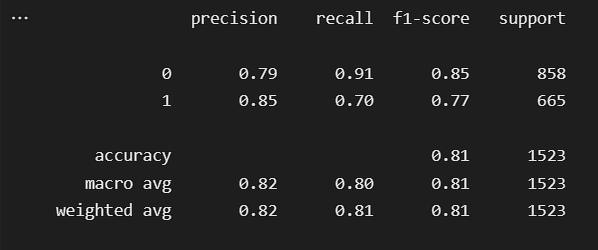 ...
precision recall f1-score support
0 0.79 0.91 0.85 858
1 0.85 0.70 0.77 665
accuracy 0.81 1523
macro avg 0.82 0.80 0.81 1523
weighted avg 0.82 0.81 0.81 1523